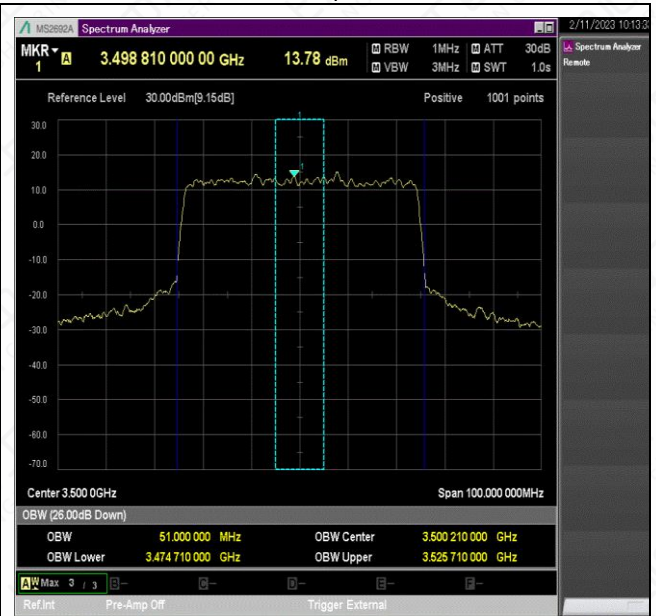 MS2692A Spectrum Analyzer
2/11/2023 10:13:3
MKR A 3.498 810 000 00 GHz 13.78 dBm M RBW 1MHz M ATT 30dB
1 M VBW 3MHz M SWT 1.0s
Spectrum Analyzer
Remote
Reference Level 30.00dBm[9.15dB] Positive 1001 points
1
30.0
20.0
1
10.0
0.0
-10.0
-20.0
-30.0
-40.0
-50.0
-60.0
-70.0
Center 3.500 0GHz Span 100.000 000MHz
OBW (26.00dB Down)
OBW 51.000 000 MHz OBW Center 3.500 210 000 GHz
OBW Lower 3.474 710 000 GHz OBW Upper 3.525 710 000 GHz
A W Max 3 / 3 B- C- D- E- F-
Ref.Int Pre-Amp Off Trigger External